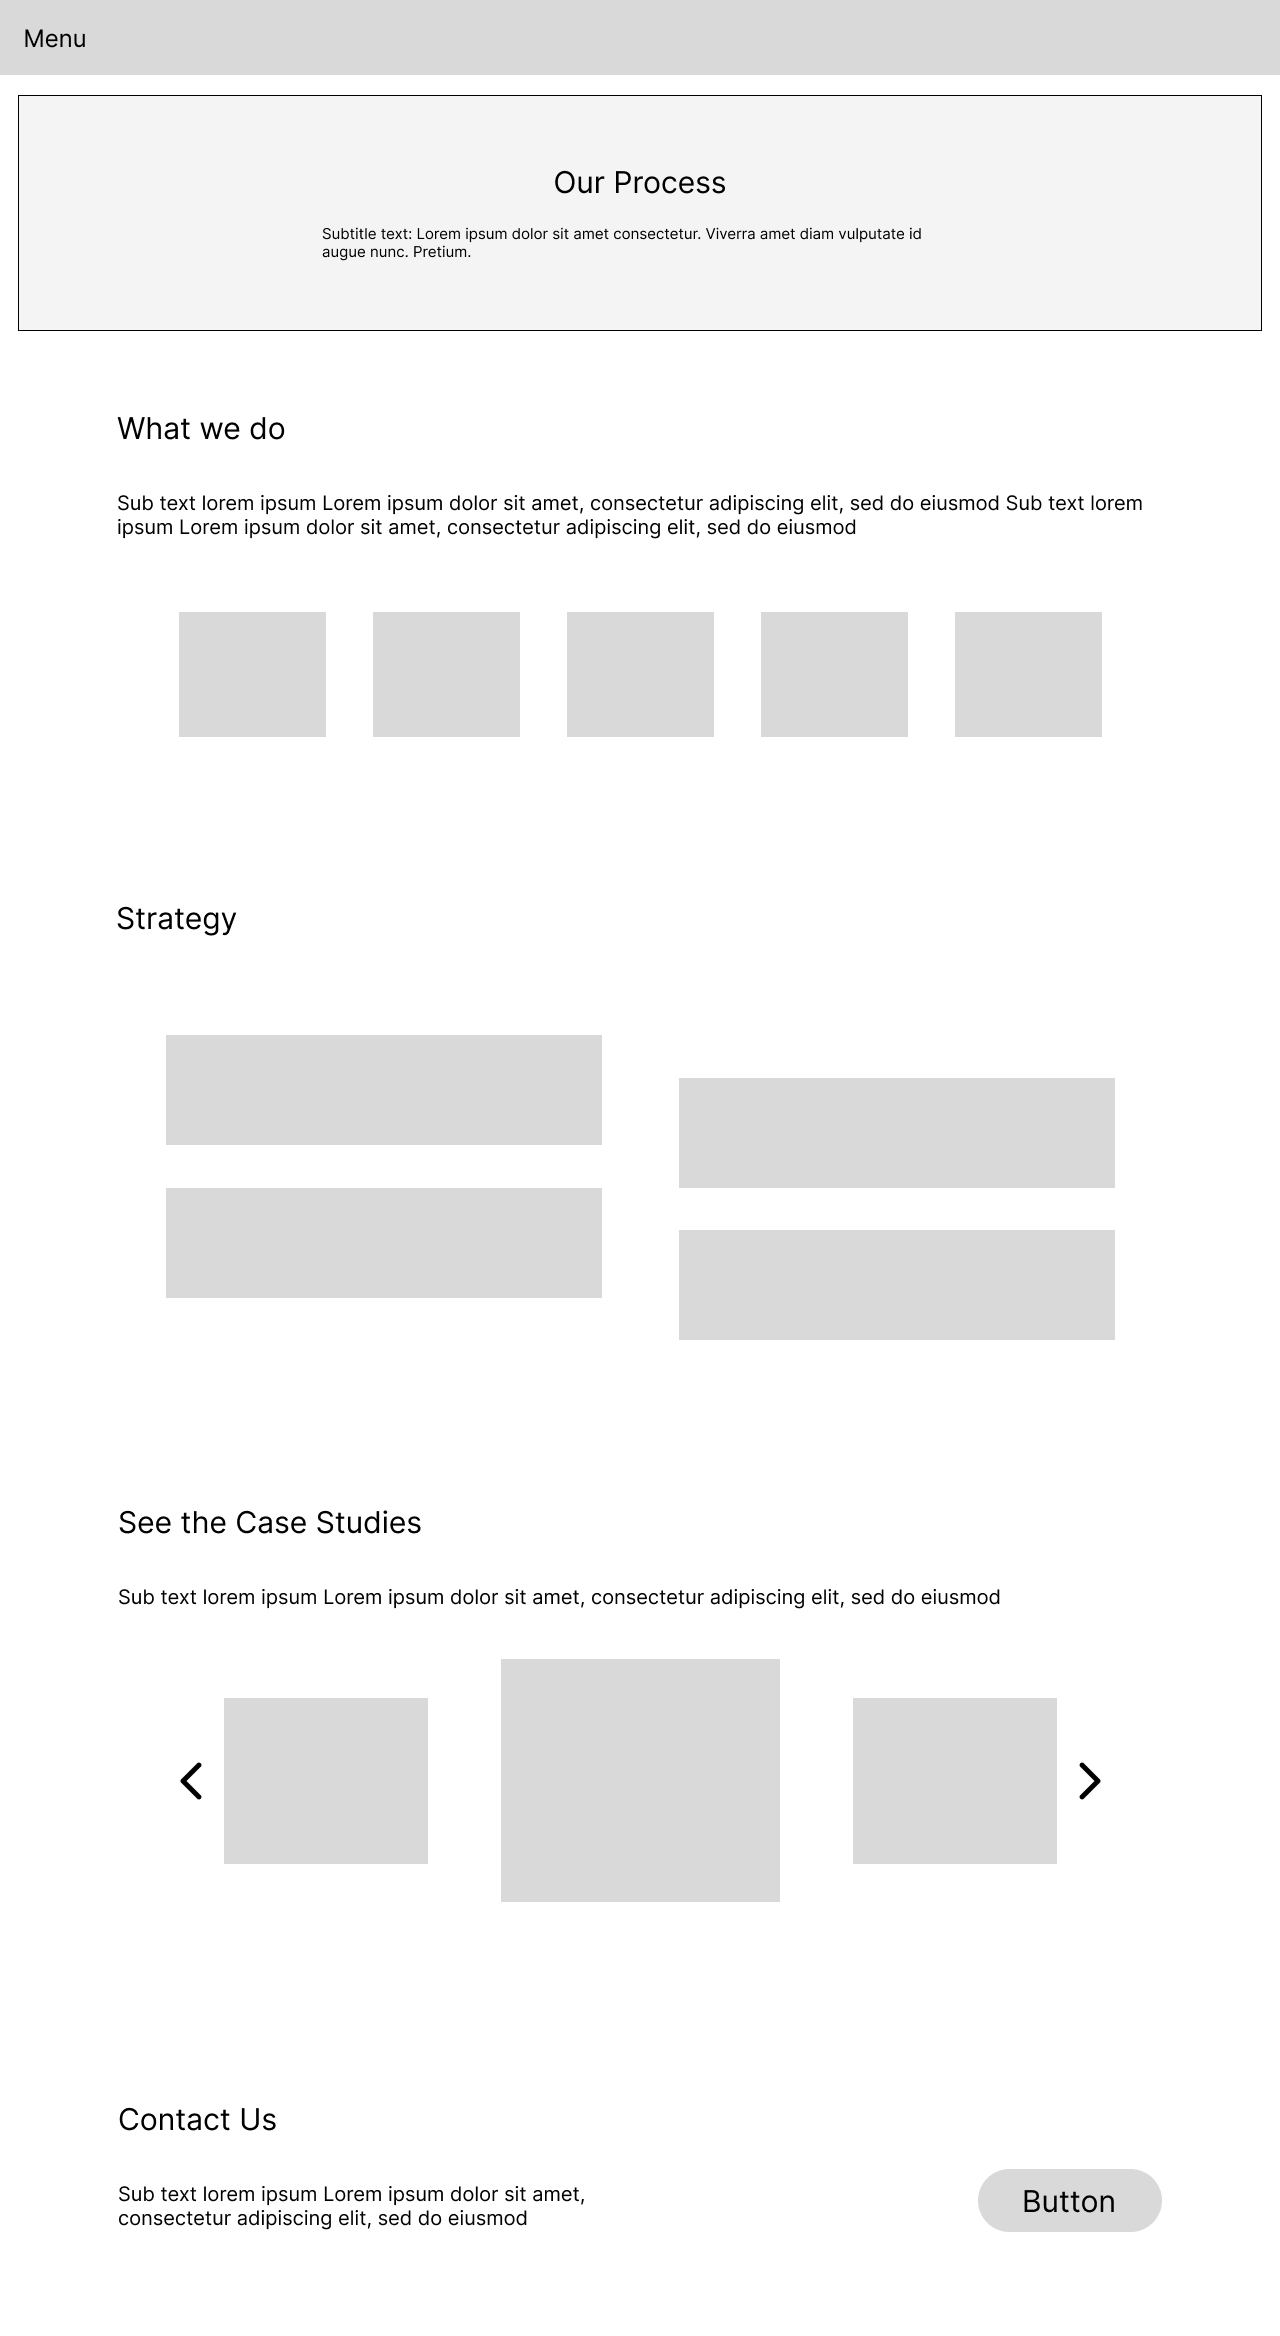 Menu
Our Process
Subtitle text: Lorem ipsum dolor sit amet consectetur. Viverra amet diam vulputate id
augue nunc. Pretium.
What we do
Sub text lorem ipsum Lorem ipsum dolor sit amet, consectetur adipiscing elit, sed do eiusmod Sub text lorem
ipsum Lorem ipsum dolor sit amet, consectetur adipiscing elit, sed do eiusmod
Strategy
See the Case Studies
Sub text lorem ipsum Lorem ipsum dolor sit amet, consectetur adipiscing elit, sed do eiusmod
Contact Us
Sub text lorem ipsum Lorem ipsum dolor sit amet,
consectetur adipiscing elit, sed do eiusmod
Button